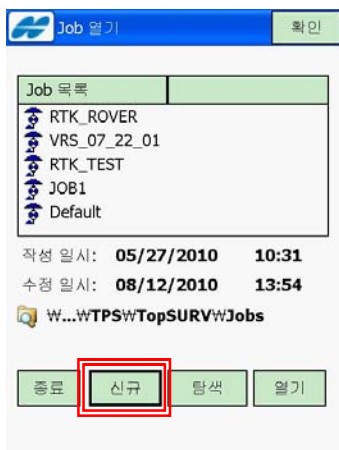 Job 열기 확인
Job 목록
RTK_ROVER
VRS_07_22_01
RTK_TEST
JOB1
Default
작성 일시: 05/27/2010 10:31
수정 일시: 08/12/2010 13:54
₩...₩TPS₩TopSURV₩Jobs
종료 신규 탐색 열기